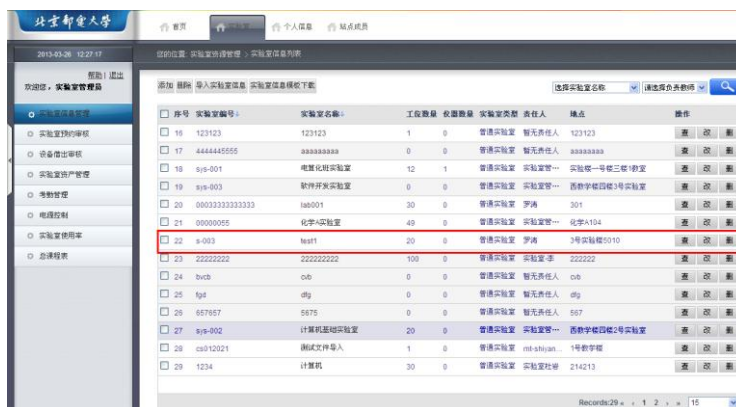 北京邮电大学
首页 实验室 个人信息 站点成员
2013-03-26 12:27:17
您的位置: 实验室资源管理 > 实验室信息列表
帮助 | 退出
欢迎您，实验室管理员
添加 删除 导入实验室信息 实验室信息模板下载 选择实验室名称 请选择负责教师
实验室信息管理
实验室预约审核
设备借出审核
实验室资产管理
考勤管理
电源控制
实验室使用率
总课程表
序号 实验室编号 实验室名称 工位数量 仪器数量 实验室类型 责任人 地点 操作
16 123123 123123 1 0 普通实验室 暂无责任人 123123 查 改 删
17 4444445555 aaaaaaaaa 0 0 普通实验室 暂无责任人 aaaaaaaa 查 改 删
18 sys-001 电算化班实验室 12 1 普通实验室 实验室管… 实验楼一号楼三楼1教室 查 改 删
19 sys-003 软件开发实验室 0 0 普通实验室 实验室管… 西教学楼四楼3号实验室 查 改 删
20 00033333333333 lab001 30 0 普通实验室 罗涛 301 查 改 删
21 00000055 化学A实验室 49 0 普通实验室 实验室管… 化学A104 查 改 删
22 s-003 test1 20 0 普通实验室 罗涛 3号实验楼5010 查 改 删
23 22222222 222222222 100 0 普通实验室 实验室-李 222222 查 改 删
24 bvcb cvb 0 0 普通实验室 暂无责任人 cvb 查 改 删
25 fgd dfg 0 0 普通实验室 暂无责任人 dfg 查 改 删
26 657657 5675 0 0 普通实验室 暂无责任人 567 查 改 删
27 sys-002 计算机基础实验室 20 0 普通实验室 实验室管… 西教学楼四楼2号实验室 查 改 删
28 cs012021 测试文件导入 1 0 普通实验室 mt-shiyan... 1号教学楼 查 改 删
29 1234 计算机 30 0 普通实验室 实验室杜睿 214213 查 改 删
Records:29 « ‹ 1 2 › » 15